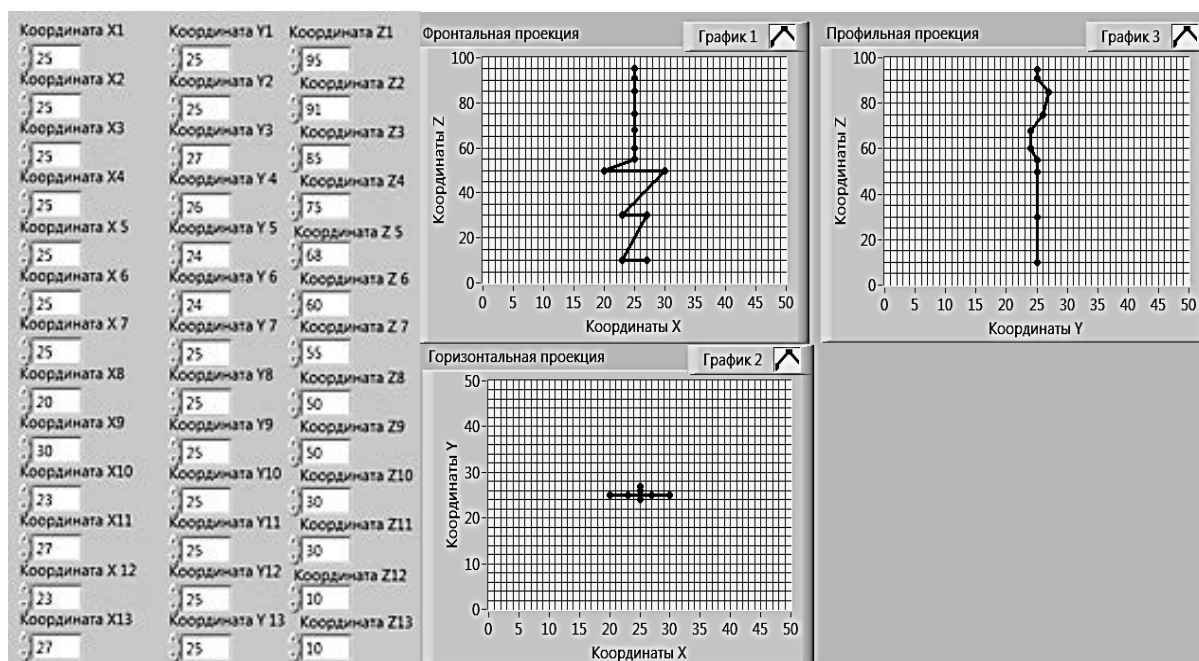 Координата X1 Координата Y1 Координата Z1
25 25 95
Координата X2 Координата Y2 Координата Z2
25 25 91
Координата X3 Координата Y3 Координата Z3
25 27 85
Координата X4 Координата Y 4 Координата Z4
25 26 75
Координата X 5 Координата Y 5 Координата Z 5
25 24 68
Координата X 6 Координата Y 6 Координата Z 6
25 24 60
Координата X 7 Координата Y 7 Координата Z 7
25 25 55
Координата X8 Координата Y8 Координата Z8
20 25 50
Координата X9 Координата Y9 Координата Z9
30 25 50
Координата X10 Координата Y10 Координата Z10
23 25 30
Координата X11 Координата Y11 Координата Z11
27 25 30
Координата X 12 Координата Y12 Координата Z12
23 25 10
Координата X13 Координата Y 13 Координата Z13
27 25 10
Фронтальная проекция График 1
Координаты Z
100
80
60
40
20
0
0 5 10 15 20 25 30 35 40 45 50
Координаты X
Профильная проекция График 3
Координаты Z
100
80
60
40
20
0
0 5 10 15 20 25 30 35 40 45 50
Координаты Y
Горизонтальная проекция График 2
Координаты Y
50
40
30
20
10
0
0 5 10 15 20 25 30 35 40 45 50
Координаты X